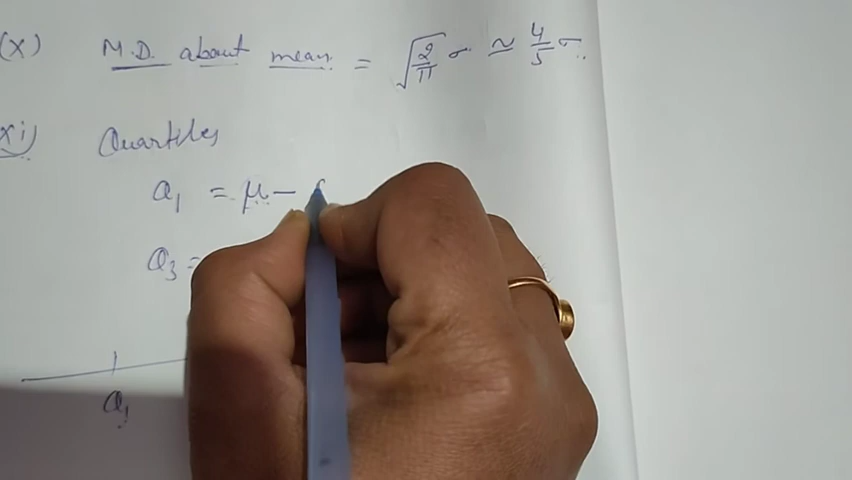 (x) M.D. about mean = √(2/π) σ ≃ 4/5 σ
xi) Quartiles
Q₁ = μ −
Q₃ =
Q₁